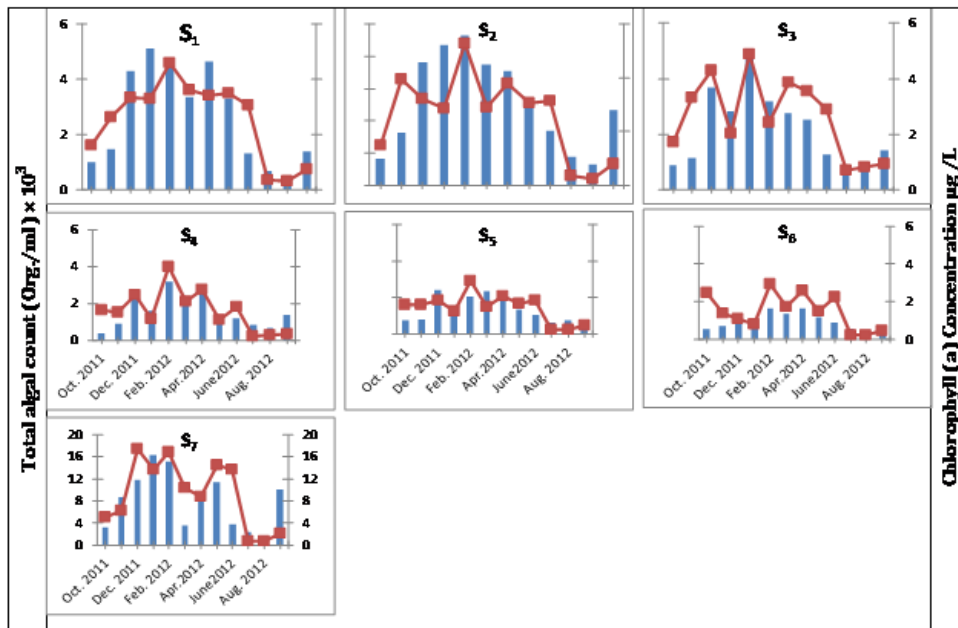 Total algal count (Org./ml) × 10³
Chlorophyll (a) Concentration µg /L
S₁
6
4
2
0
S₂
S₃
6
4
2
0
S₄
6
4
2
0
Oct. 2011
Dec. 2011
Feb. 2012
Apr. 2012
June2012
Aug. 2012
S₅
Oct. 2011
Dec. 2011
Feb. 2012
Apr. 2012
June2012
Aug. 2012
S₆
6
4
2
0
Oct. 2011
Dec. 2011
Feb. 2012
Apr. 2012
June2012
Aug. 2012
S₇
20
16
12
8
4
0
20
16
12
8
4
0
Oct. 2011
Dec. 2011
Feb. 2012
Apr. 2012
June2012
Aug. 2012